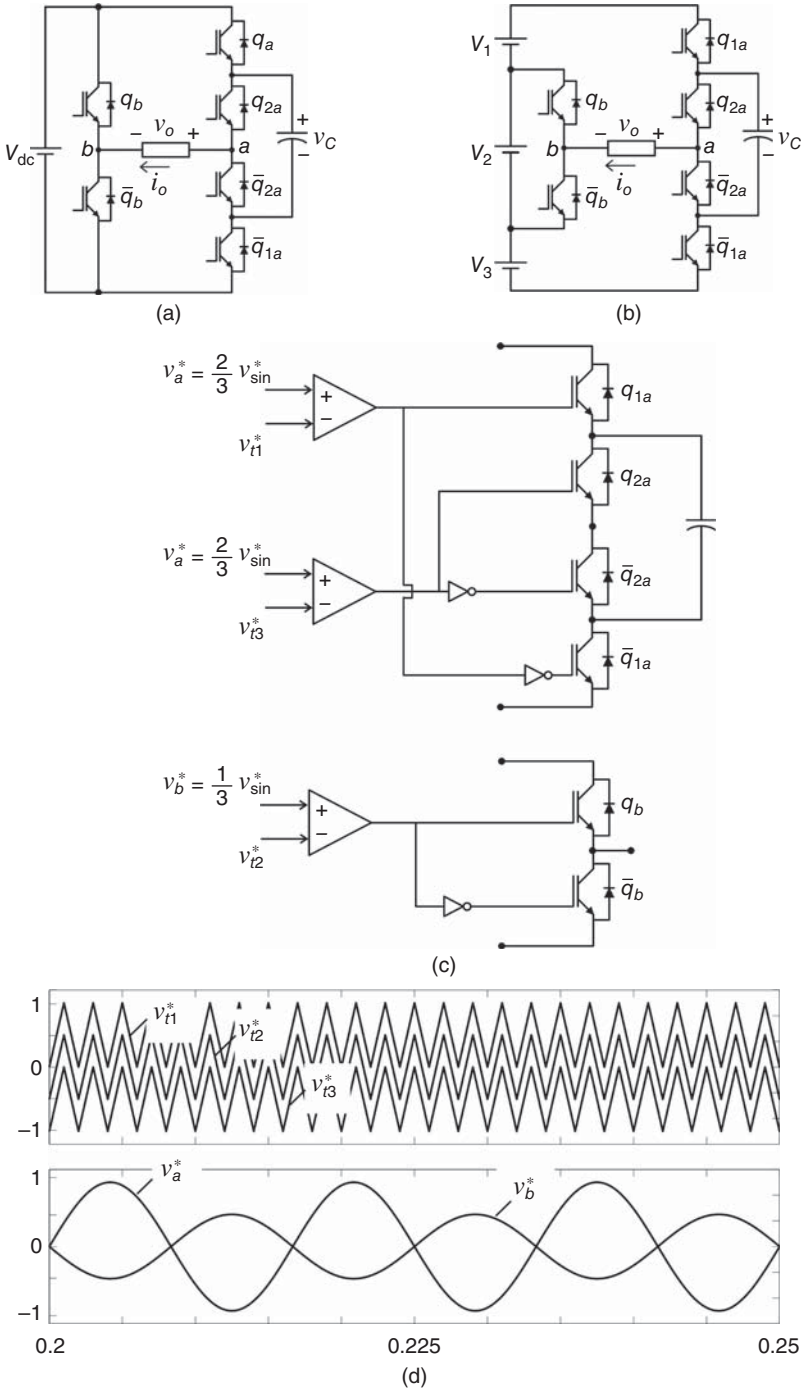 V_dc
q_b
q̄_b
b
− v_o +
i_o
a
q_a
q_2a
q̄_2a
q̄_1a
+
v_C
−
(a)
V_1
V_2
V_3
q_b
q̄_b
b
− v_o +
i_o
a
q_1a
q_2a
q̄_2a
q̄_1a
+
v_C
−
(b)
v_a^* = 2/3 v_sin^*
v_t1^*
+
−
q_1a
q_2a
v_a^* = 2/3 v_sin^*
v_t3^*
+
−
q̄_2a
q̄_1a
v_b^* = 1/3 v_sin^*
v_t2^*
+
−
q_b
q̄_b
(c)
1
0
−1
v_t1^*
v_t2^*
v_t3^*
1
0
−1
v_a^*
v_b^*
0.2 0.225 0.25
(d)